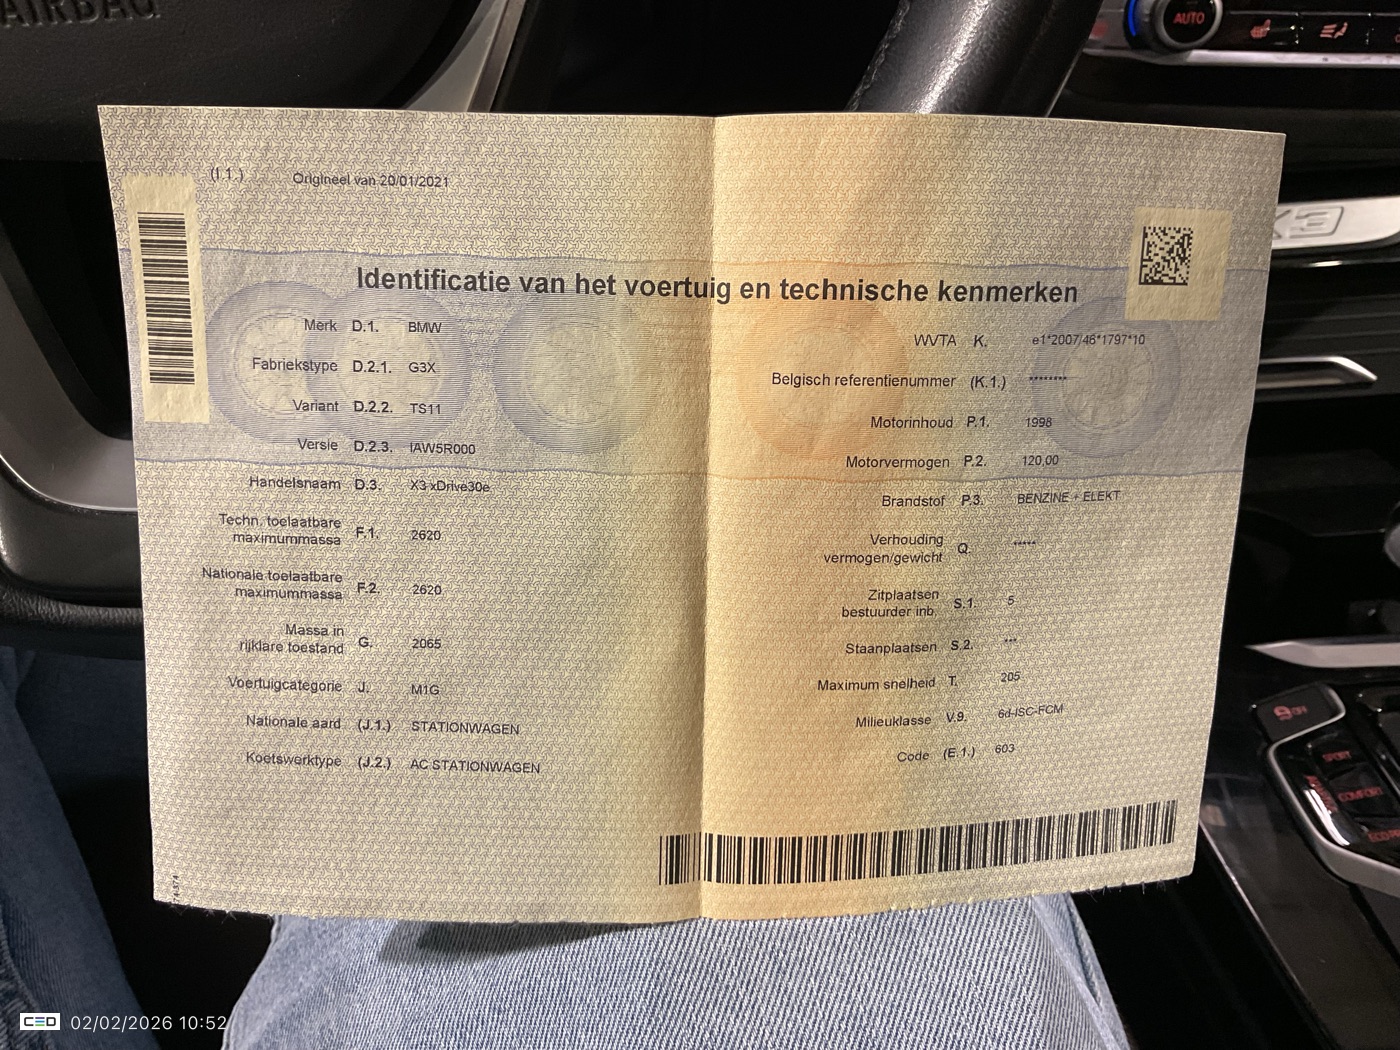 AIRBAG
AUTO
X3
(I.1.) Origineel van 20/01/2021
Identificatie van het voertuig en technische kenmerken
Merk D.1. BMW
Fabriekstype D.2.1. G3X
Variant D.2.2. TS11
Versie D.2.3. IAW5R000
Handelsnaam D.3. X3 xDrive30e
Techn. toelaatbare
maximummassa F.1. 2620
Nationale toelaatbare
maximummassa F.2. 2620
Massa in
rijklare toestand G. 2065
Voertuigcategorie J. M1G
Nationale aard (J.1.) STATIONWAGEN
Koetswerktype (J.2.) AC STATIONWAGEN
WVTA K. e1*2007/46*1797*10
Belgisch referentienummer (K.1.) ********
Motorinhoud P.1. 1998
Motorvermogen P.2. 120,00
Brandstof P.3. BENZINE + ELEKT
Verhouding
vermogen/gewicht Q. *****
Zitplaatsen
bestuurder inb. S.1. 5
Staanplaatsen S.2. ***
Maximum snelheid T. 205
Milieuklasse V.9. 6d-ISC-FCM
Code (E.1.) 603
OFF
SPORT
COMFORT
CED 02/02/2026 10:52